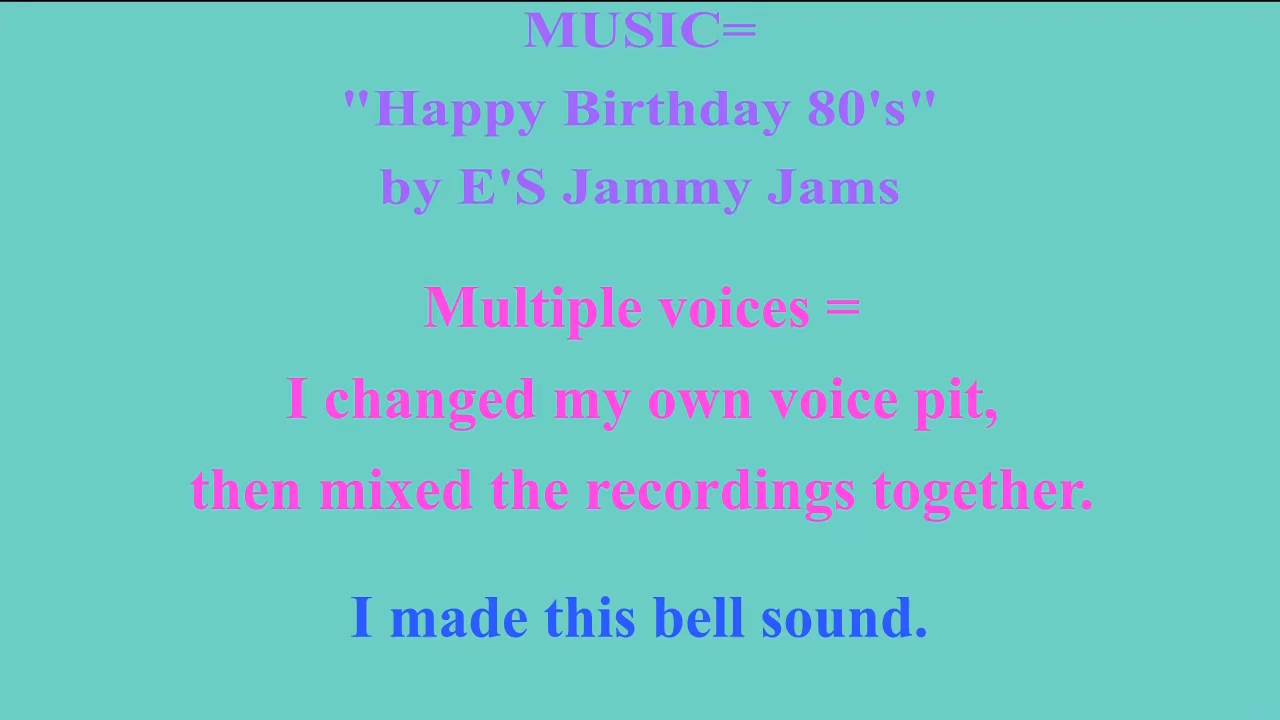 MUSIC=
"Happy Birthday 80's"
by E'S Jammy Jams
Multiple voices =
I changed my own voice pit,
then mixed the recordings together.
I made this bell sound.